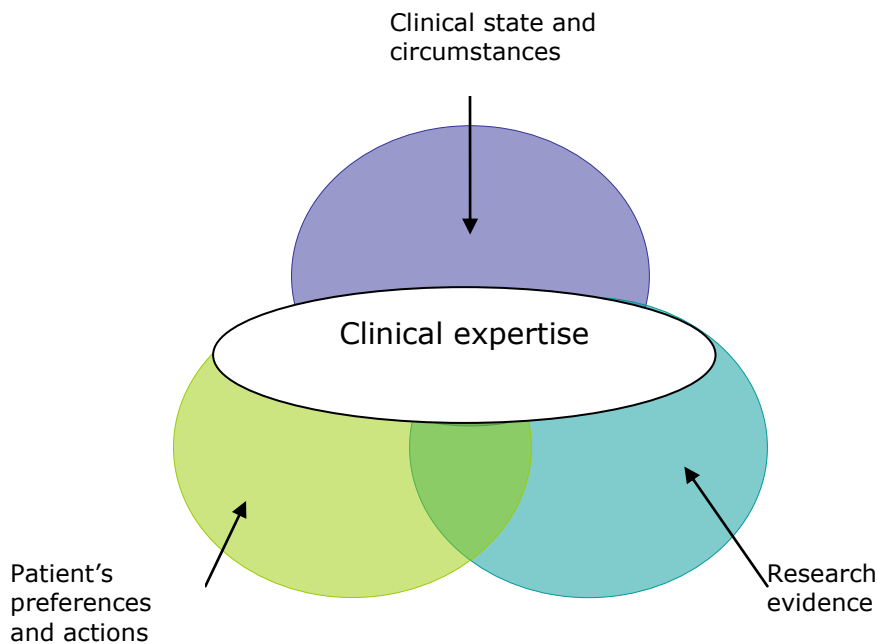 Clinical state and
circumstances
Clinical expertise
Patient’s
preferences
and actions
Research
evidence